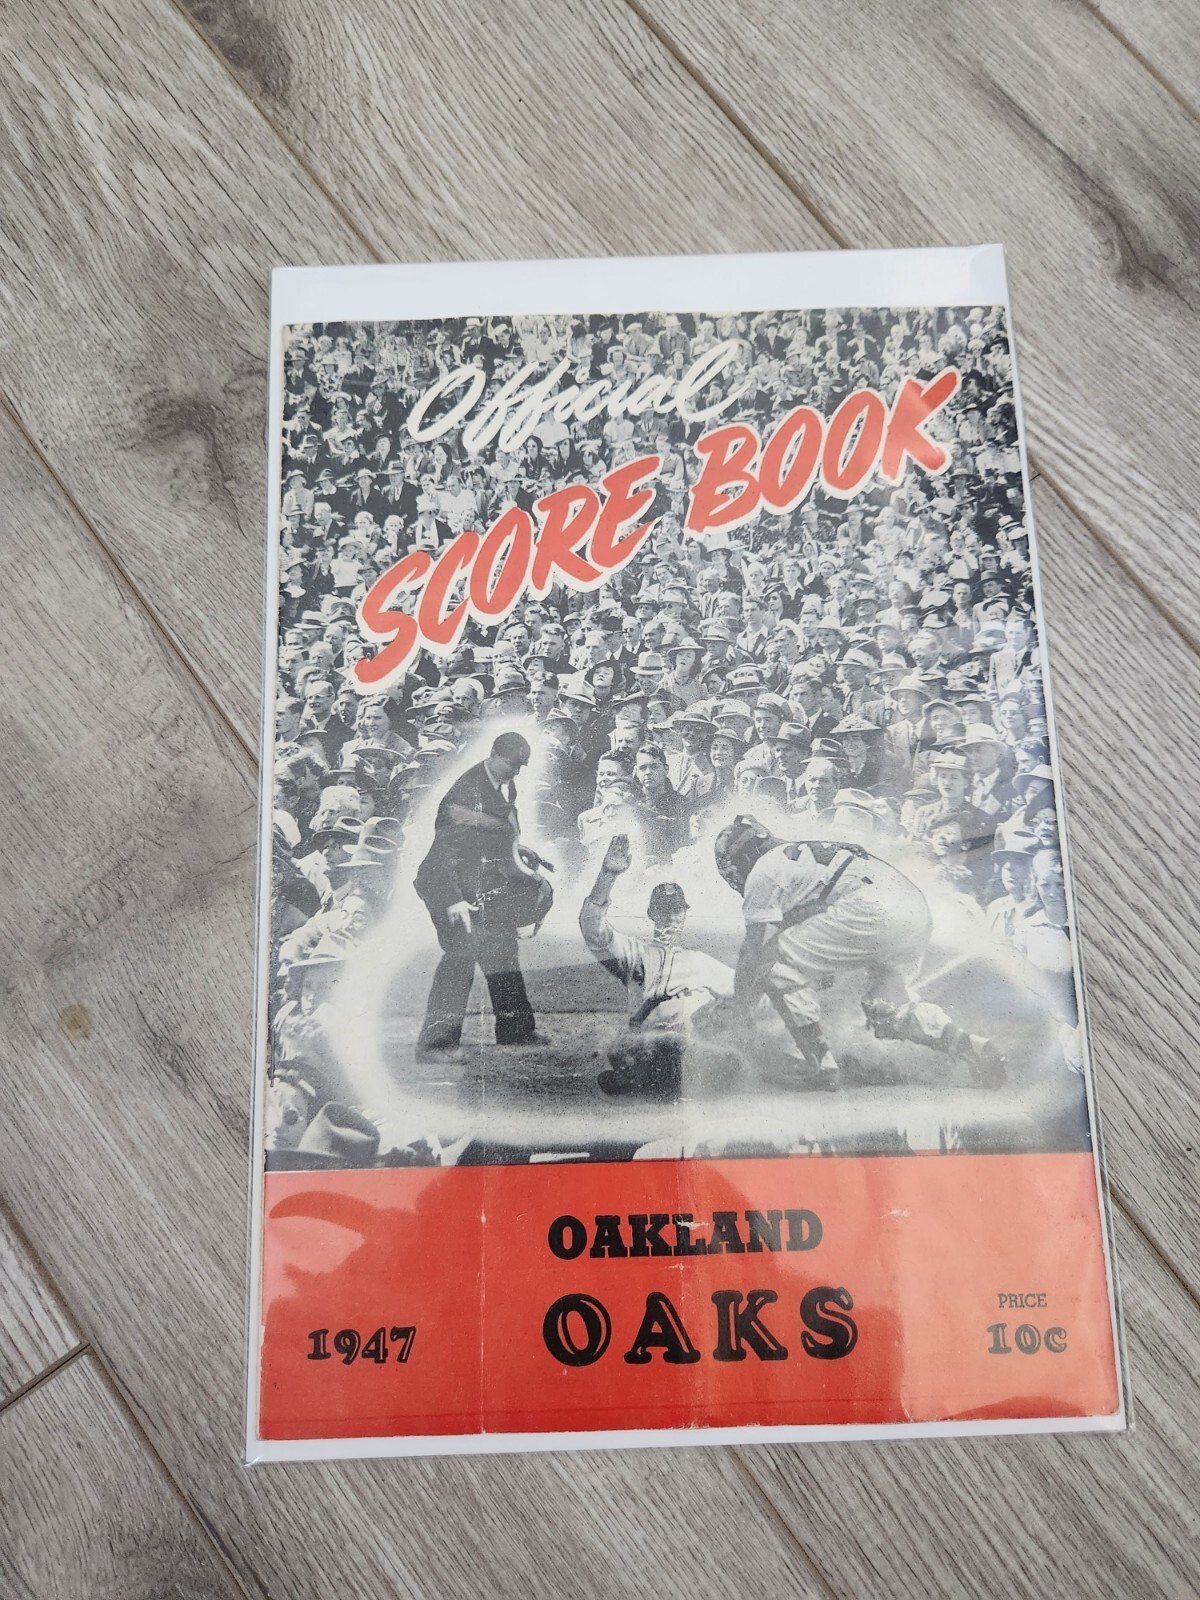 Official
SCORE BOOK
OAKLAND
OAKS
1947
PRICE
10c